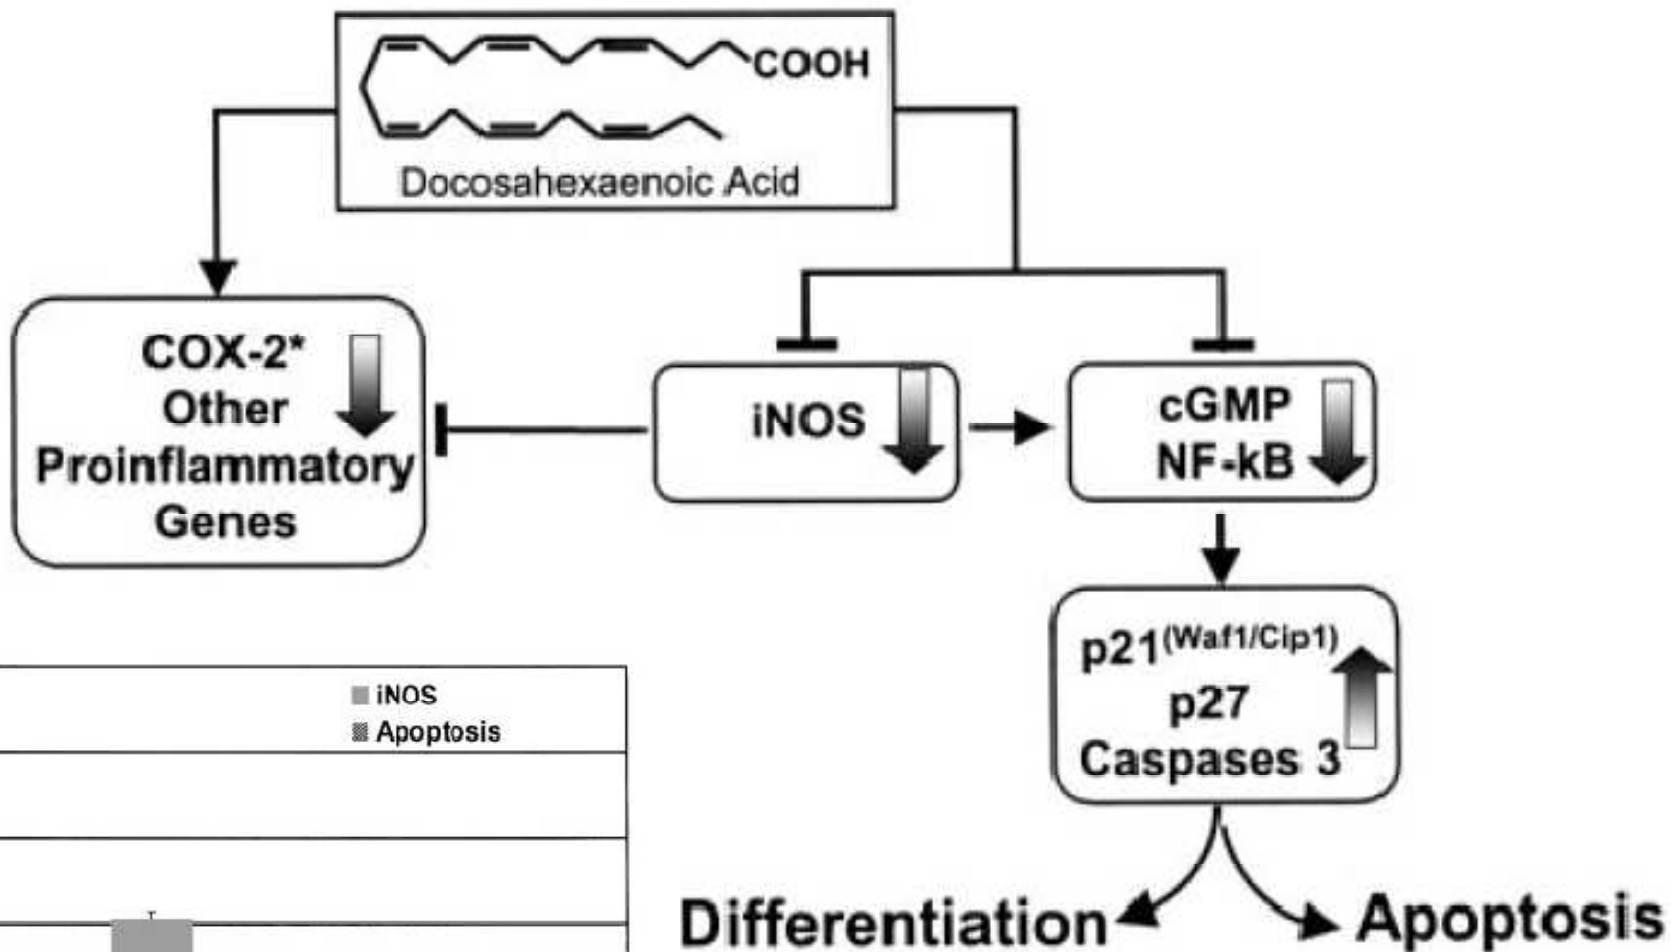 COOH
Docosahexaenoic Acid
COX-2*
Other
Proinflammatory
Genes
iNOS
cGMP
NF-kB
p21(Waf1/Cip1)
p27
Caspases 3
iNOS
Apoptosis
Differentiation
Apoptosis